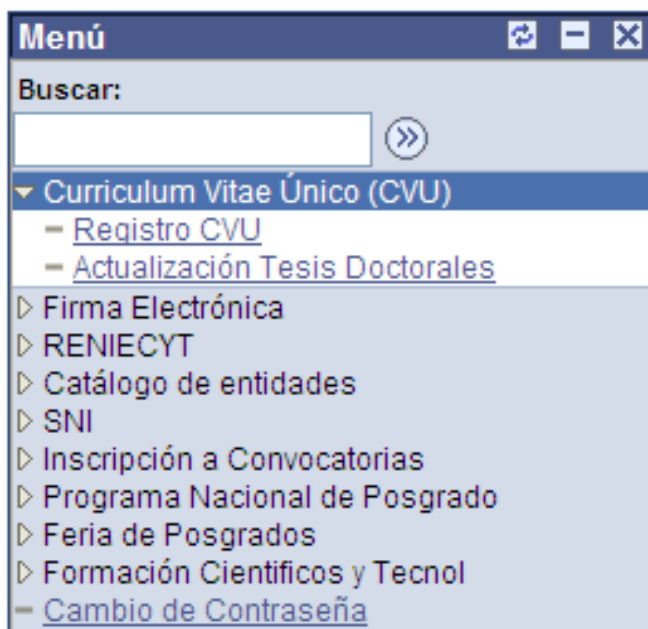 Menú
Buscar:
Curriculum Vitae Único (CVU)
Registro CVU
Actualización Tesis Doctorales
Firma Electrónica
RENIECYT
Catálogo de entidades
SNI
Inscripción a Convocatorias
Programa Nacional de Posgrado
Feria de Posgrados
Formación Cientificos y Tecnol
Cambio de Contraseña